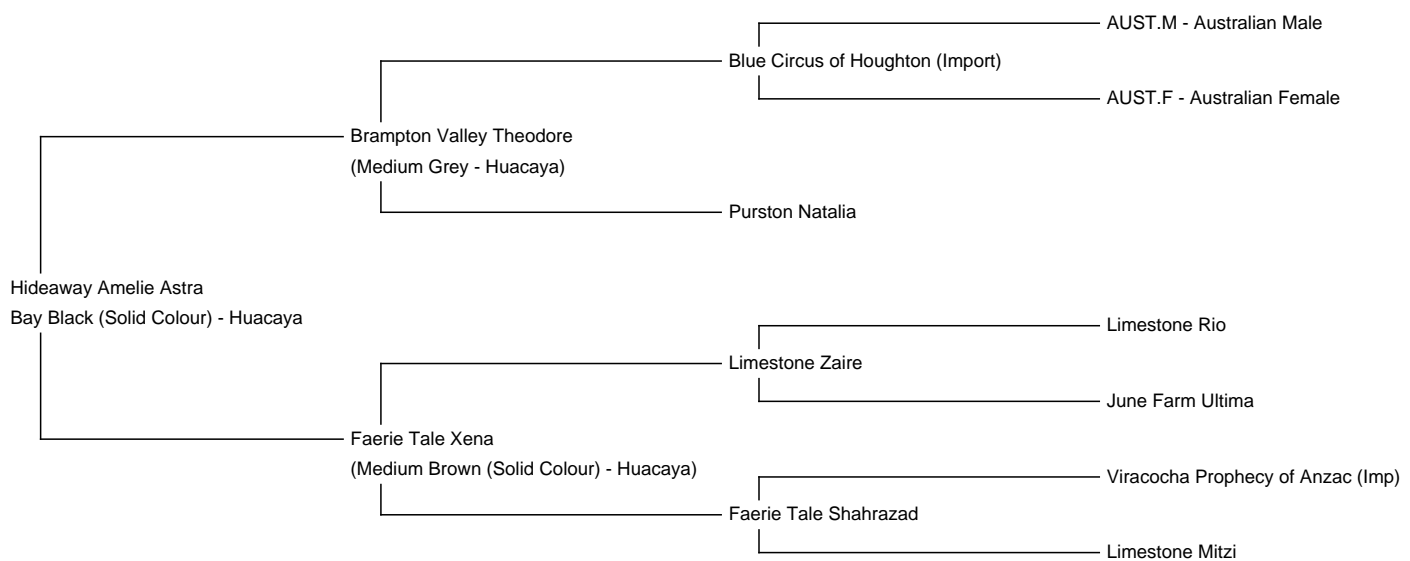 AUST.M - Australian Male
Blue Circus of Houghton (Import)
AUST.F - Australian Female
Brampton Valley Theodore
(Medium Grey - Huacaya)
Purston Natalia
Hideaway Amelie Astra
Bay Black (Solid Colour) - Huacaya
Limestone Rio
Limestone Zaire
June Farm Ultima
Faerie Tale Xena
(Medium Brown (Solid Colour) - Huacaya)
Viracocha Prophecy of Anzac (Imp)
Faerie Tale Shahrazad
Limestone Mitzi